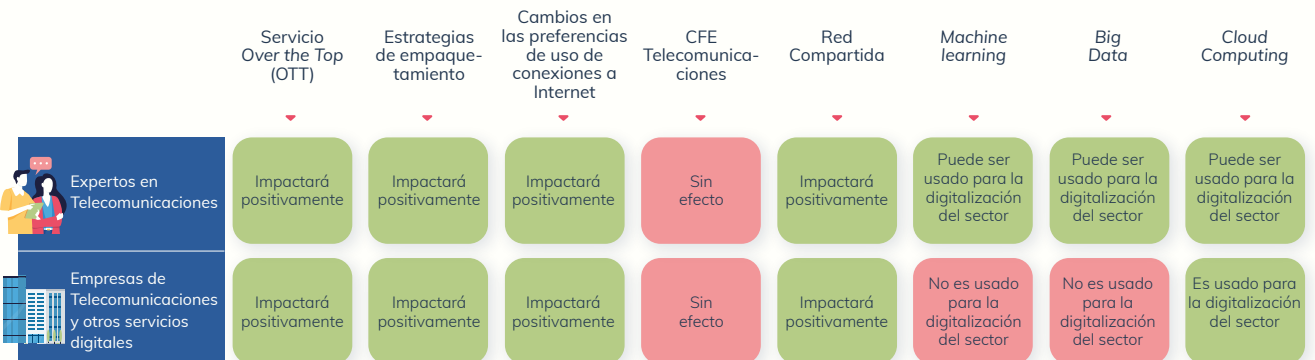 Servicio
Over the Top
(OTT)
Estrategias
de empaque-
tamiento
Cambios en
las preferencias
de uso de
conexiones a
Internet
CFE
Telecomunica-
ciones
Red
Compartida
Machine
learning
Big
Data
Cloud
Computing
Expertos en
Telecomunicaciones
Impactará
positivamente
Impactará
positivamente
Impactará
positivamente
Sin
efecto
Impactará
positivamente
Puede ser
usado para la
digitalización
del sector
Puede ser
usado para la
digitalización
del sector
Puede ser
usado para la
digitalización
del sector
Empresas de
Telecomunicaciones
y otros servicios
digitales
Impactará
positivamente
Impactará
positivamente
Impactará
positivamente
Sin
efecto
Impactará
positivamente
No es usado
para la
digitalización
del sector
No es usado
para la
digitalización
del sector
Es usado para
la digitalización
del sector